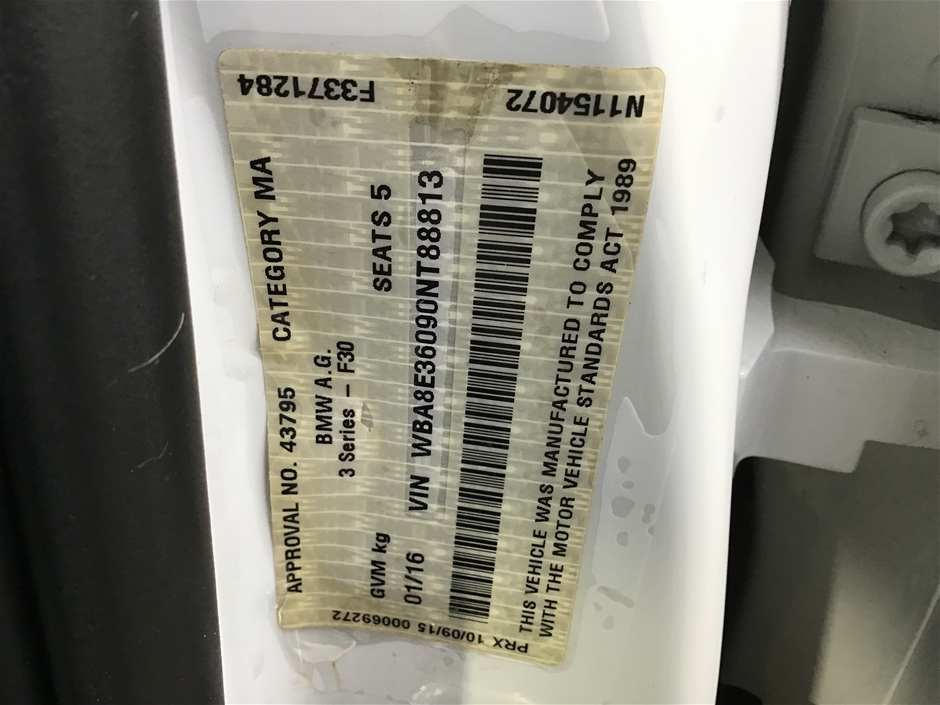 F3371284
N1154072
APPROVAL NO. 43795 CATEGORY MA
BMW A.G.
3 Series - F30
GVM kg SEATS 5
01/16 VIN WBA8E36090NT88813
THIS VEHICLE WAS MANUFACTURED TO COMPLY
WITH THE MOTOR VEHICLE STANDARDS ACT 1989
PRX 10/09/15 00069272